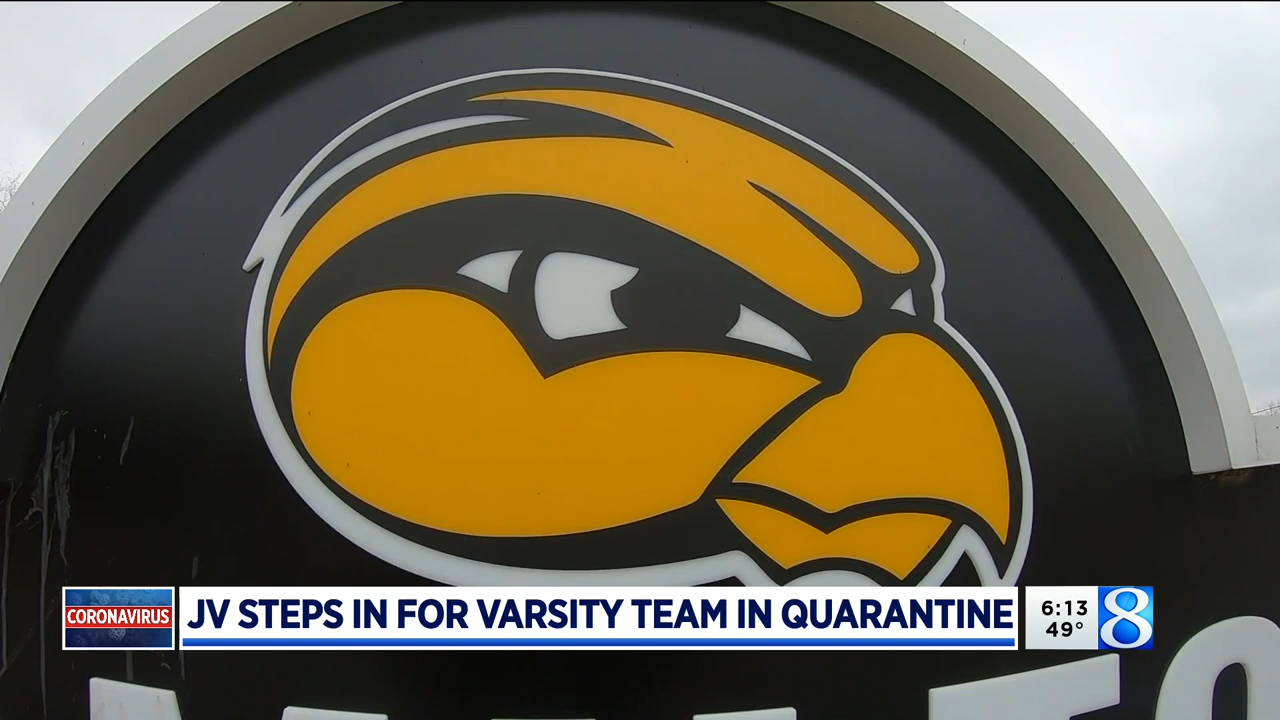 CORONAVIRUS
JV STEPS IN FOR VARSITY TEAM IN QUARANTINE
6:13
49°
8